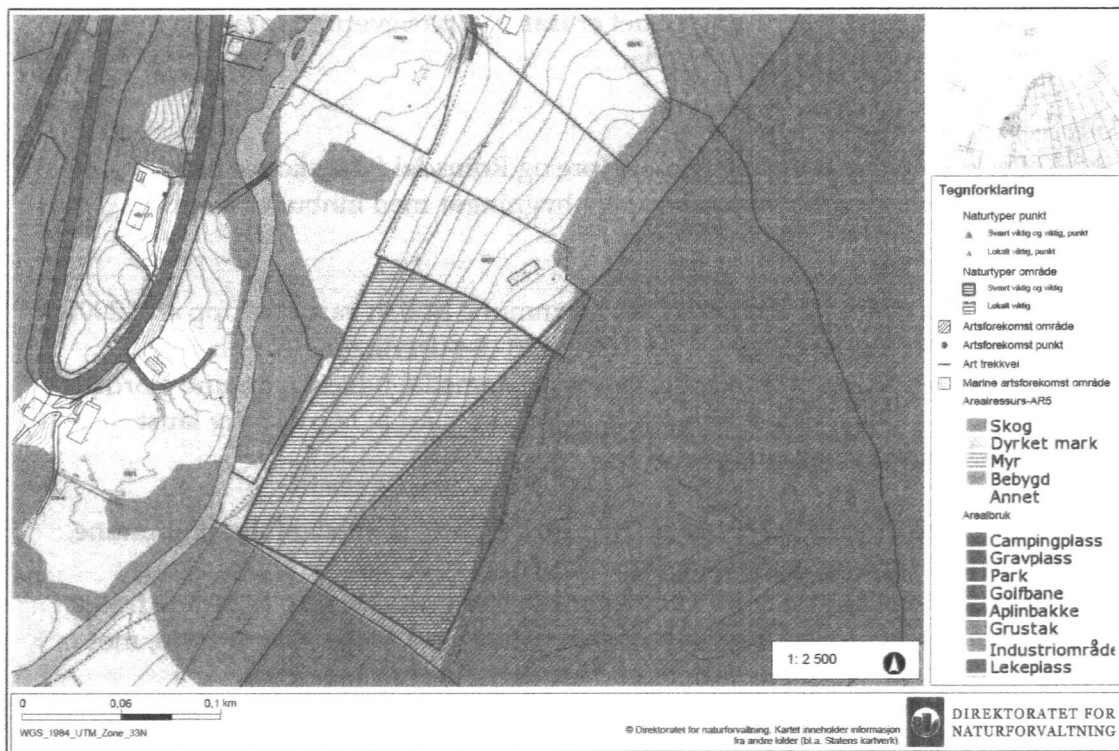 Tegnforklaring
Naturtyper punkt
Svært viktig og viktig, punkt
Lokalt viktig, punkt
Naturtyper område
Svært viktig og viktig
Lokalt viktig
Artsforekomst område
Artsforekomst punkt
Art trekkvei
Marine artsforekomst område
Arealressurs-AR5
Skog
Dyrket mark
Myr
Bebygd
Annet
Arealbruk
Campingplass
Gravplass
Park
Golfbane
Aplinbakke
Grustak
Industriområde
Lekeplass
1: 2 500
0 0,06 0,1 km
WGS_1984_UTM_Zone_33N
© Direktoratet for naturforvaltning. Kartet inneholder informasjon
fra andre kilder (bl.a. Statens kartverk).
DIREKTORATET FOR
NATURFORVALTNING